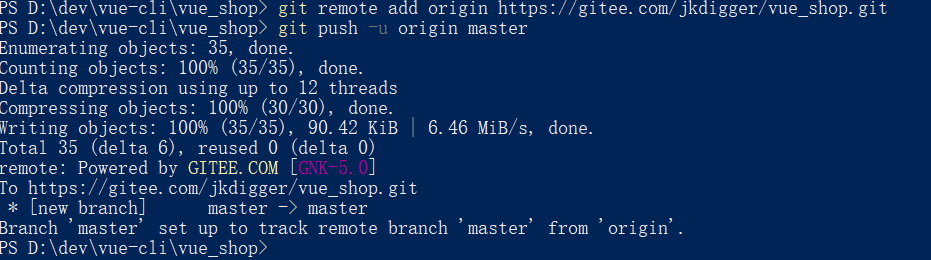 PS D:\dev\vue-cli\vue_shop> git remote add origin https://gitee.com/jkdigger/vue_shop.git
PS D:\dev\vue-cli\vue_shop> git push -u origin master
Enumerating objects: 35, done.
Counting objects: 100% (35/35), done.
Delta compression using up to 12 threads
Compressing objects: 100% (30/30), done.
Writing objects: 100% (35/35), 90.42 KiB | 6.46 MiB/s, done.
Total 35 (delta 6), reused 0 (delta 0)
remote: Powered by GITEE.COM [GNK-5.0]
To https://gitee.com/jkdigger/vue_shop.git
 * [new branch]      master -> master
Branch 'master' set up to track remote branch 'master' from 'origin'.
PS D:\dev\vue-cli\vue_shop>